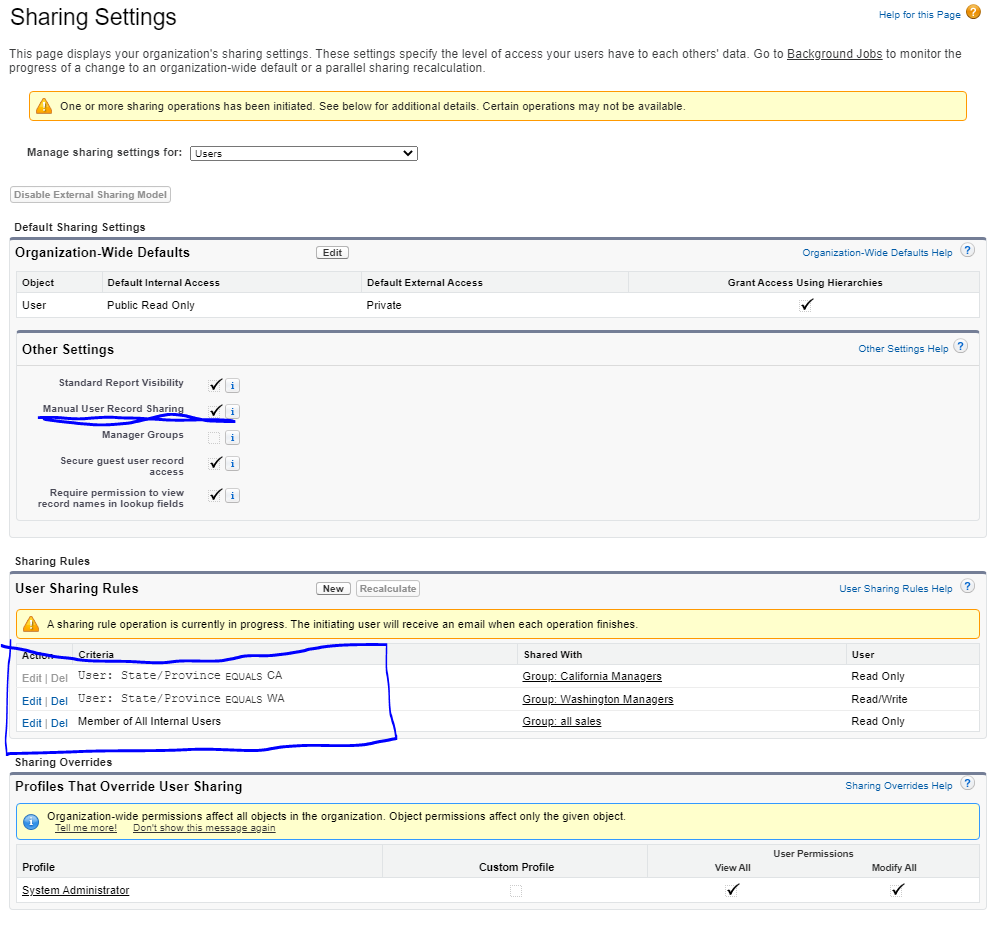 Sharing Settings
Help for this Page ?
This page displays your organization's sharing settings. These settings specify the level of access your users have to each others' data. Go to Background Jobs to monitor the
progress of a change to an organization-wide default or a parallel sharing recalculation.
One or more sharing operations has been initiated. See below for additional details. Certain operations may not be available.
Manage sharing settings for: Users
Disable External Sharing Model
Default Sharing Settings
Organization-Wide Defaults Edit Organization-Wide Defaults Help ?
Object Default Internal Access Default External Access Grant Access Using Hierarchies
User Public Read Only Private
Other Settings Other Settings Help ?
Standard Report Visibility i
Manual User Record Sharing i
Manager Groups i
Secure guest user record
access i
Require permission to view
record names in lookup fields i
Sharing Rules
User Sharing Rules New Recalculate User Sharing Rules Help ?
A sharing rule operation is currently in progress. The initiating user will receive an email when each operation finishes.
Action Criteria Shared With User
Edit | Del User: State/Province EQUALS CA Group: California Managers Read Only
Edit | Del User: State/Province EQUALS WA Group: Washington Managers Read/Write
Edit | Del Member of All Internal Users Group: all sales Read Only
Sharing Overrides
Profiles That Override User Sharing Sharing Overrides Help ?
i Organization-wide permissions affect all objects in the organization. Object permissions affect only the given object.
Tell me more! Don't show this message again
User Permissions
Profile Custom Profile View All Modify All
System Administrator